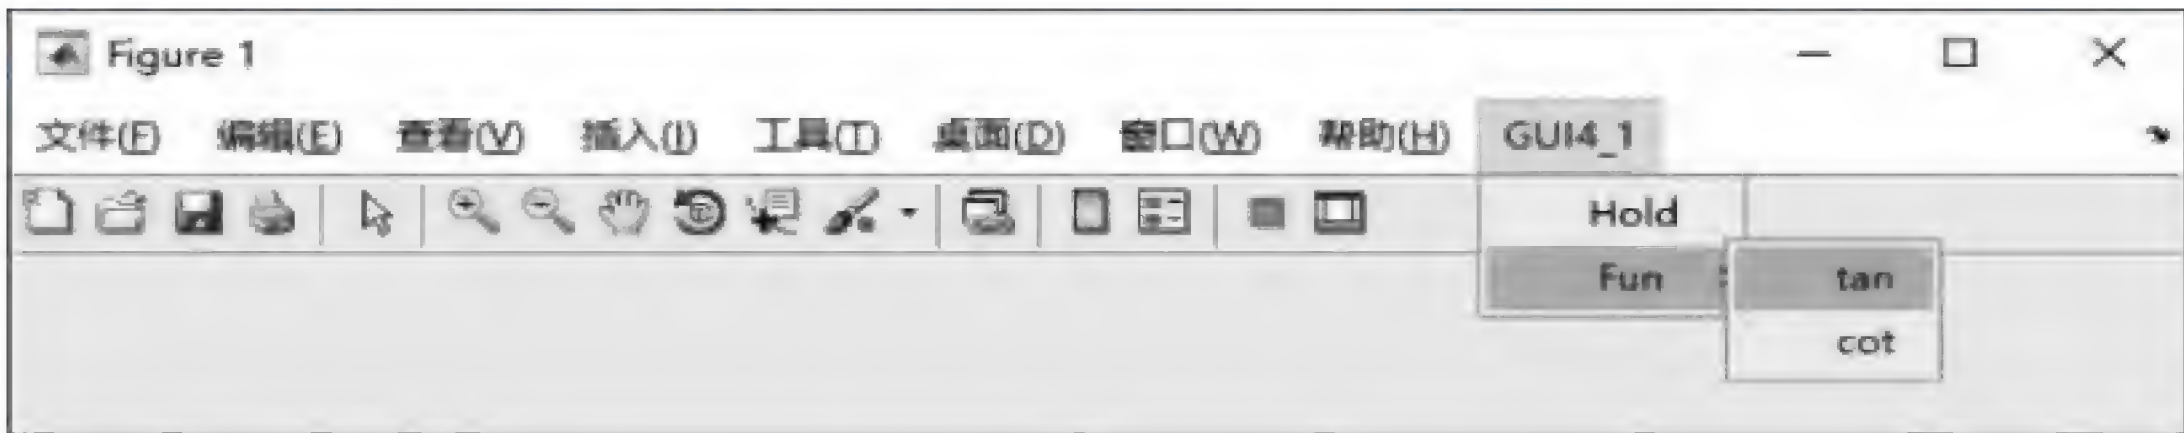 Figure 1
文件(F) 编辑(E) 查看(V) 插入(I) 工具(T) 桌面(D) 窗口(W) 帮助(H) GUI4_1
Hold
Fun
tan
cot